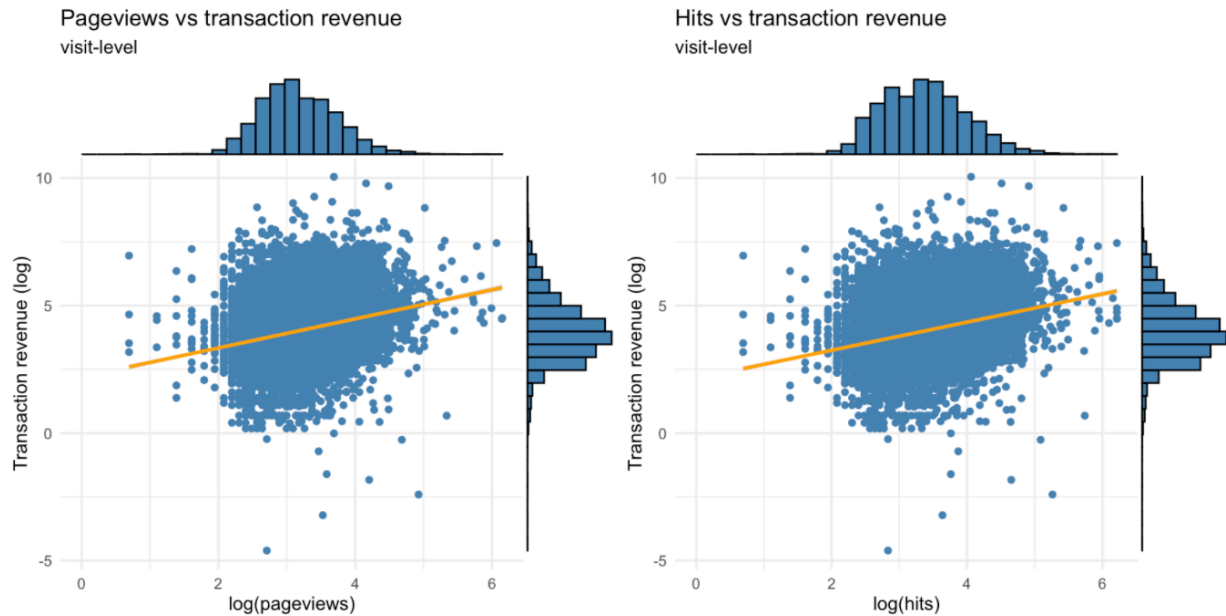 Pageviews vs transaction revenue
visit-level
Transaction revenue (log)
10
5
0
-5
0
2
4
6
log(pageviews)
Hits vs transaction revenue
visit-level
Transaction revenue (log)
10
5
0
-5
0
2
4
6
log(hits)